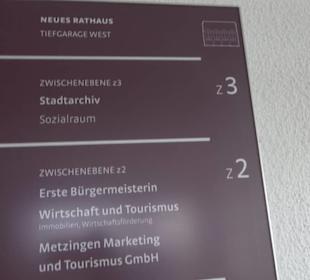 NEUES RATHAUS
TIEFGARAGE WEST
ZWISCHENEBENE z3
z3
Stadtarchiv
Sozialraum
ZWISCHENEBENE z2
z2
Erste Bürgermeisterin
Wirtschaft und Tourismus
Immobilien, Wirtschaftsförderung
Metzingen Marketing
und Tourismus GmbH